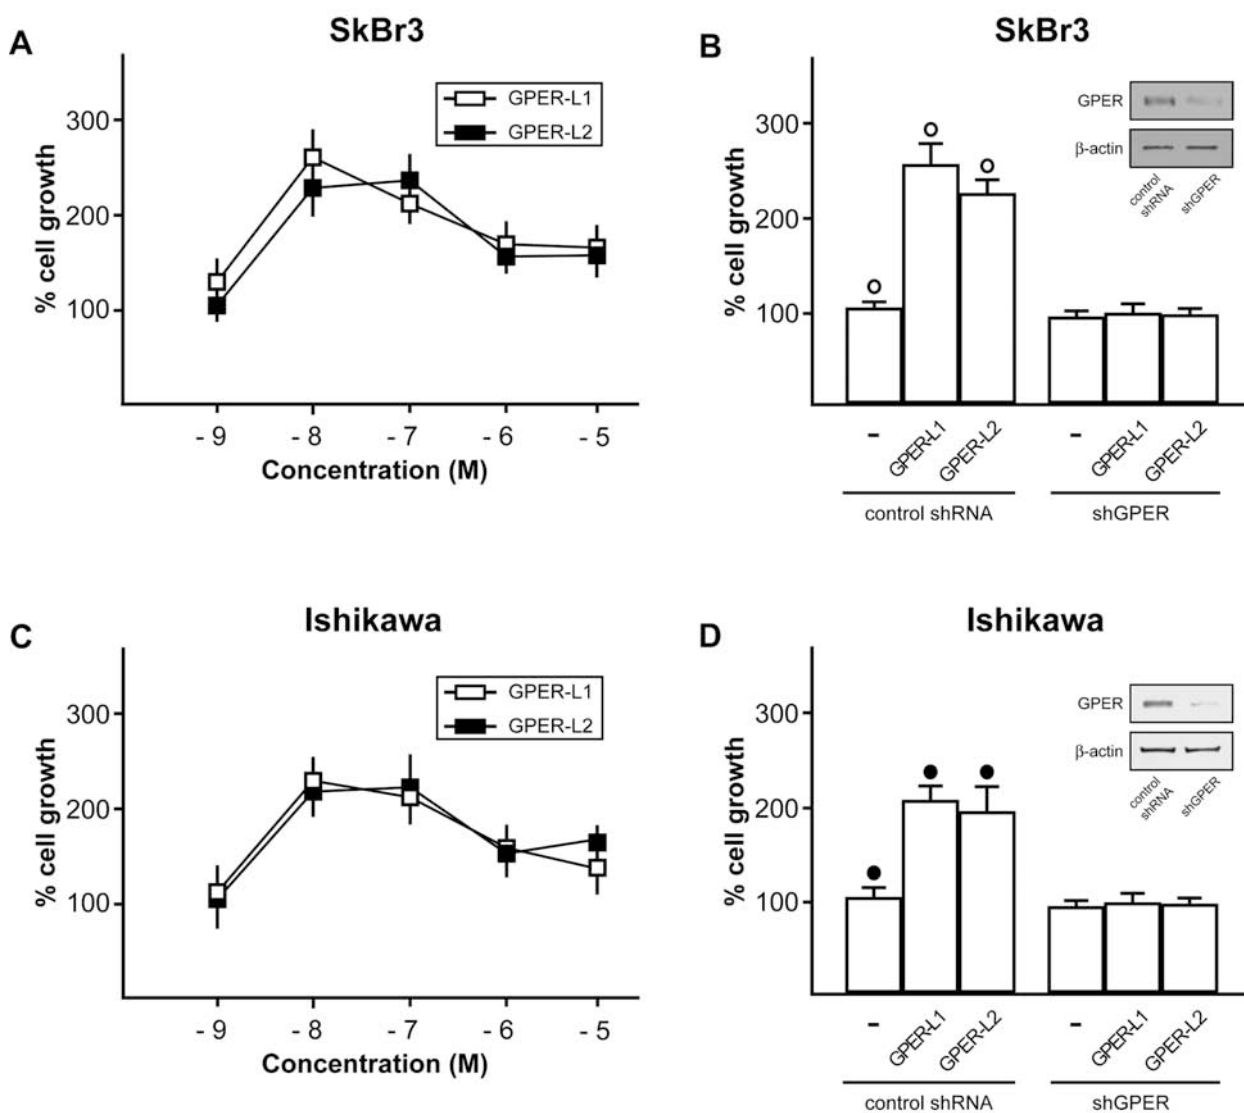 A
SkBr3
% cell growth
300
200
100
GPER-L1
GPER-L2
- 9
- 8
- 7
- 6
- 5
Concentration (M)
B
SkBr3
% cell growth
300
200
100
GPER
β-actin
control
shRNA
shGPER
-
GPER-L1
GPER-L2
-
GPER-L1
GPER-L2
control shRNA
shGPER
C
Ishikawa
% cell growth
300
200
100
GPER-L1
GPER-L2
- 9
- 8
- 7
- 6
- 5
Concentration (M)
D
Ishikawa
% cell growth
300
200
100
GPER
β-actin
control
shRNA
shGPER
-
GPER-L1
GPER-L2
-
GPER-L1
GPER-L2
control shRNA
shGPER